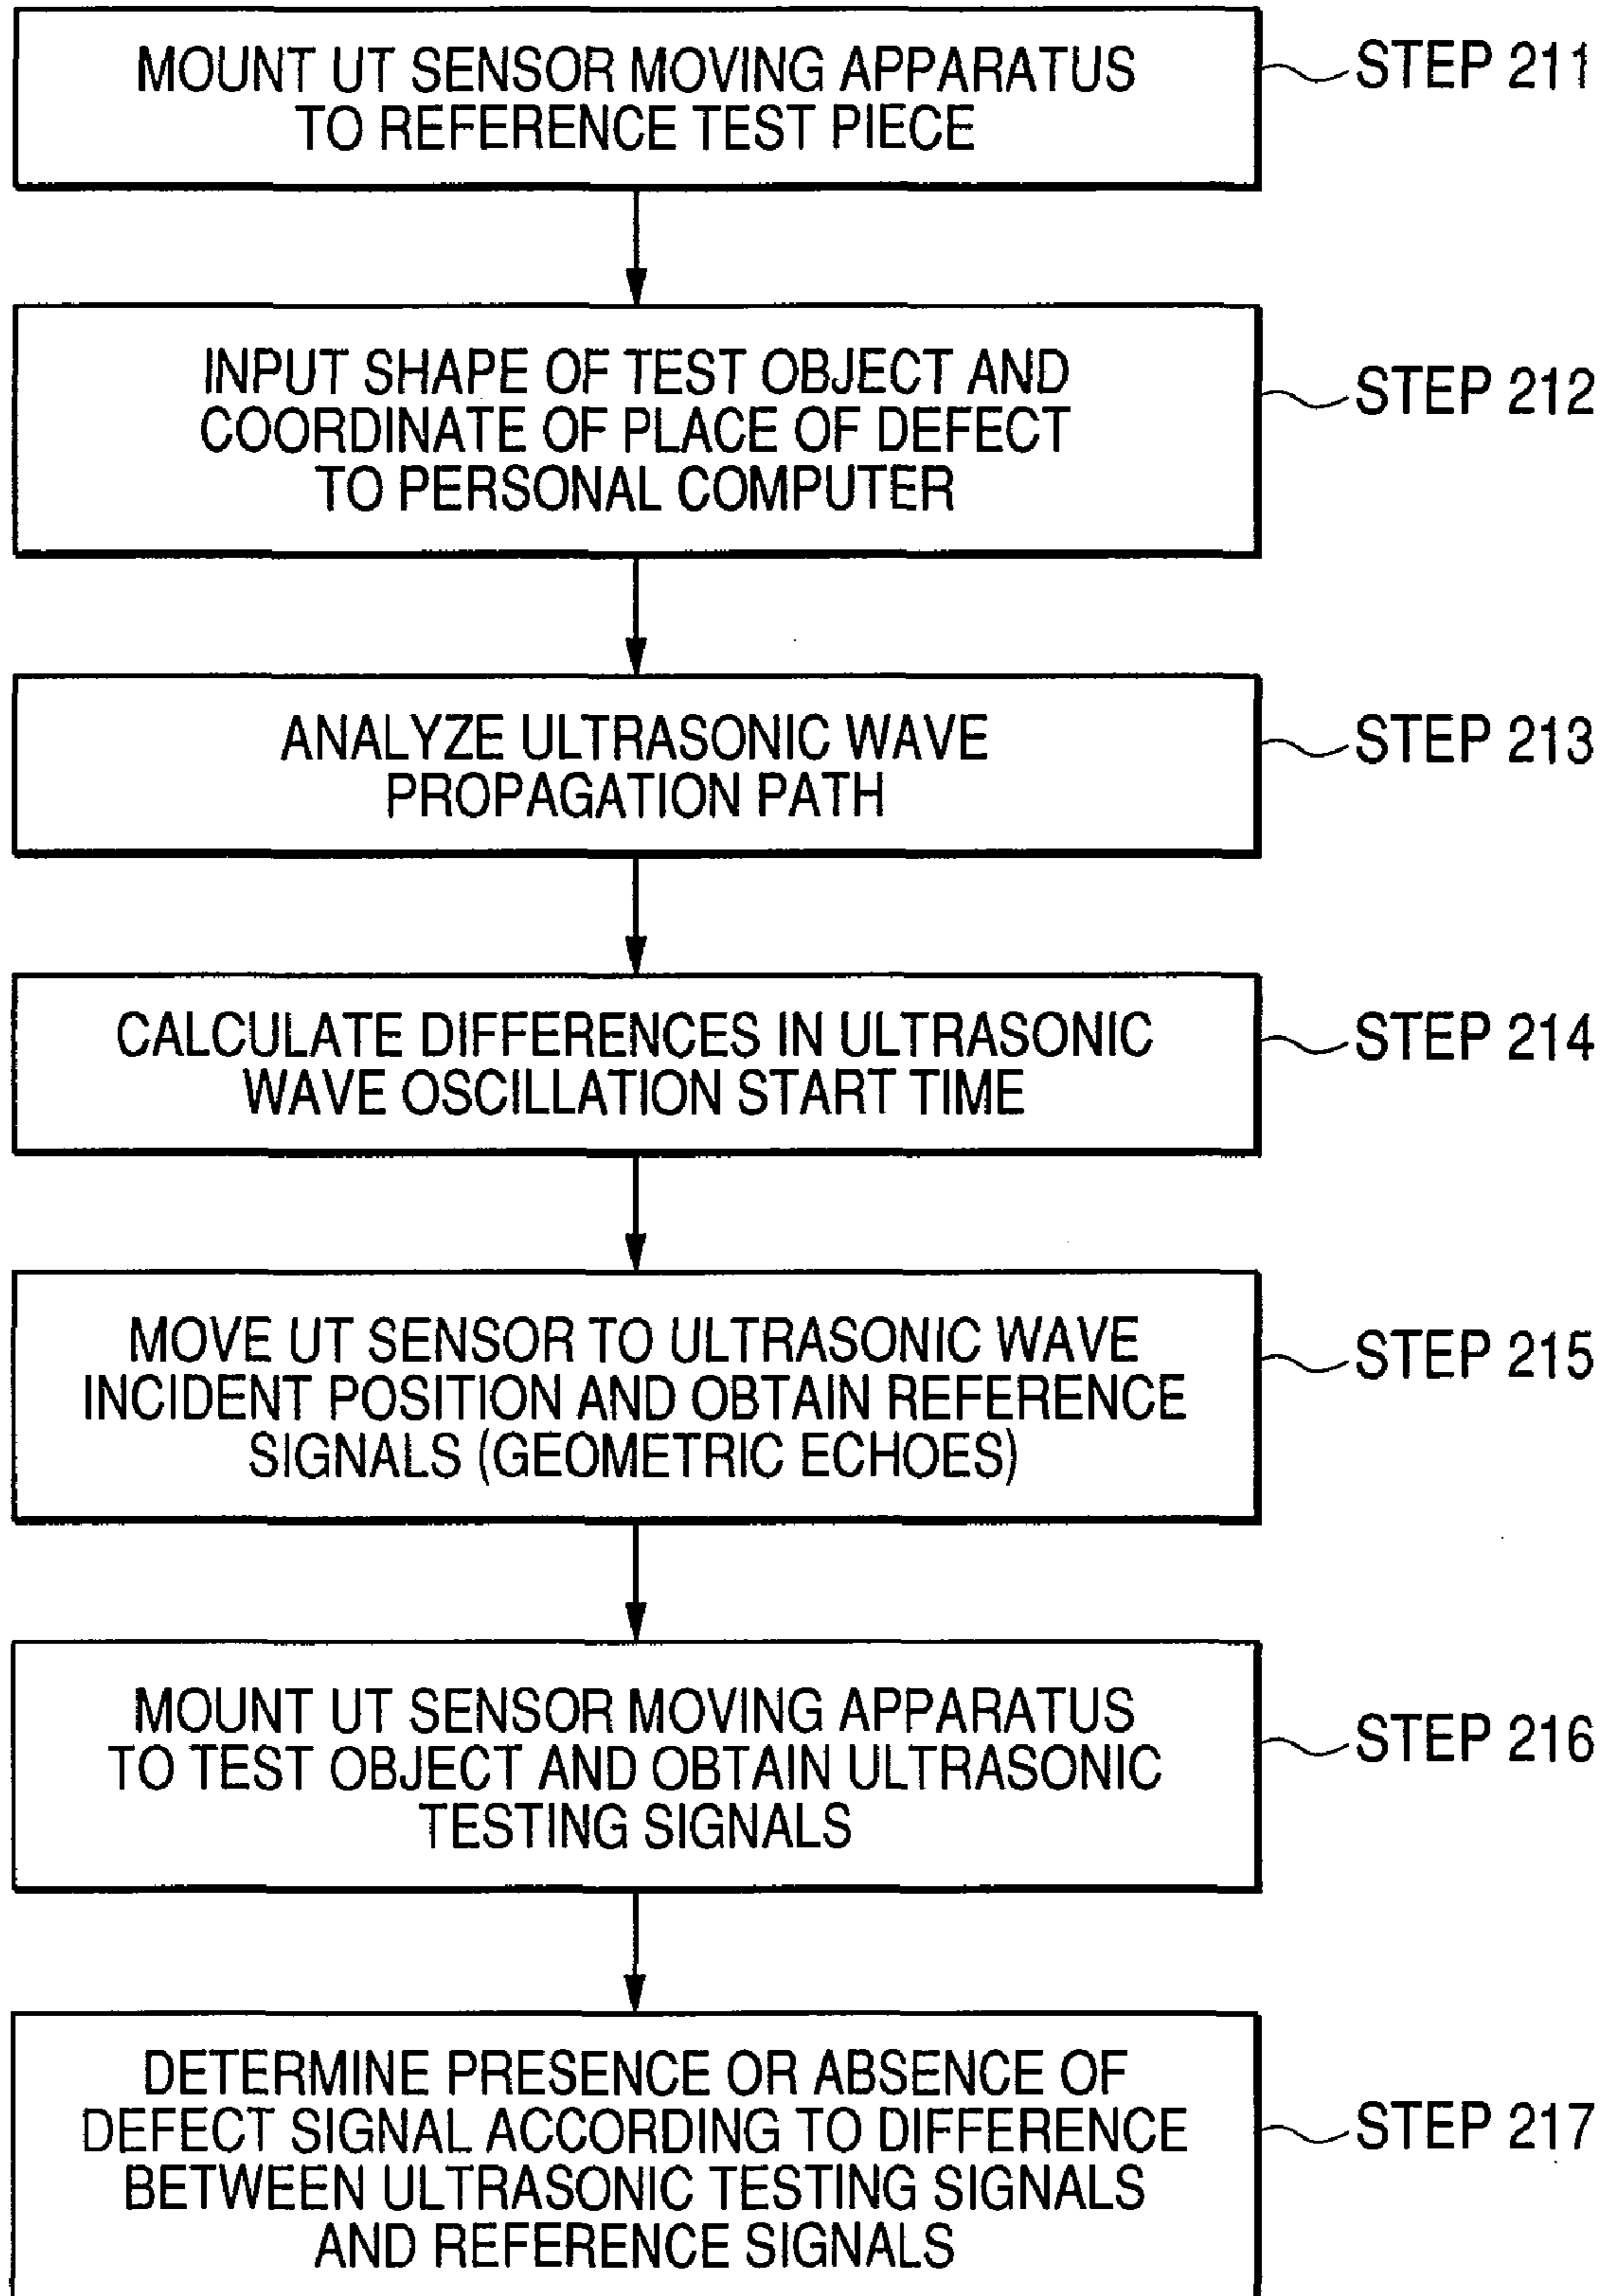 MOUNT UT SENSOR MOVING APPARATUS
TO REFERENCE TEST PIECE
STEP 211
INPUT SHAPE OF TEST OBJECT AND
COORDINATE OF PLACE OF DEFECT
TO PERSONAL COMPUTER
STEP 212
ANALYZE ULTRASONIC WAVE
PROPAGATION PATH
STEP 213
CALCULATE DIFFERENCES IN ULTRASONIC
WAVE OSCILLATION START TIME
STEP 214
MOVE UT SENSOR TO ULTRASONIC WAVE
INCIDENT POSITION AND OBTAIN REFERENCE
SIGNALS (GEOMETRIC ECHOES)
STEP 215
MOUNT UT SENSOR MOVING APPARATUS
TO TEST OBJECT AND OBTAIN ULTRASONIC
TESTING SIGNALS
STEP 216
DETERMINE PRESENCE OR ABSENCE OF
DEFECT SIGNAL ACCORDING TO DIFFERENCE
BETWEEN ULTRASONIC TESTING SIGNALS
AND REFERENCE SIGNALS
STEP 217